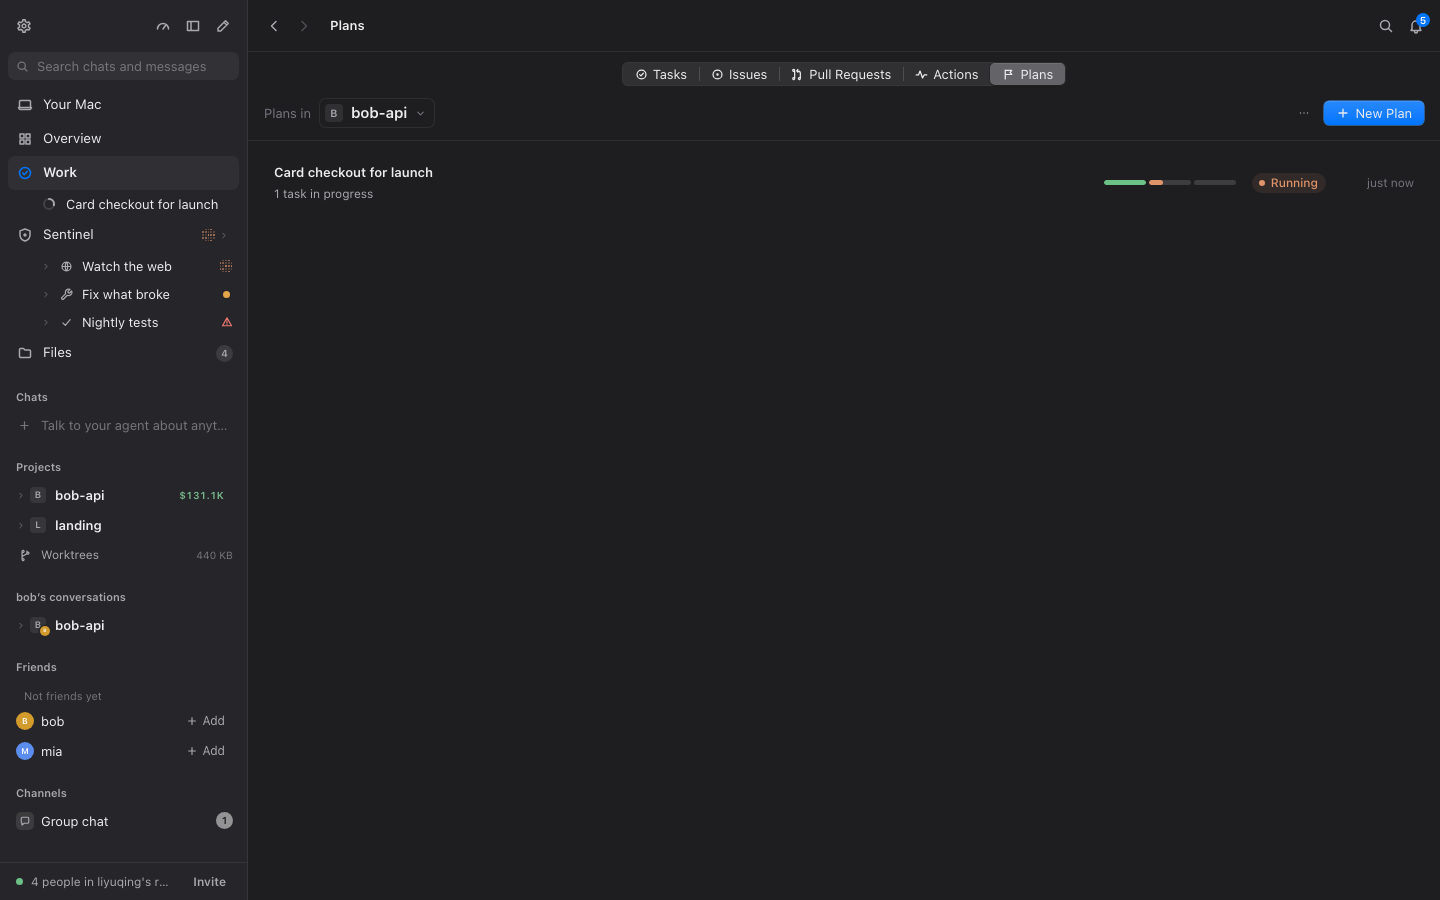 Plans
5
Search chats and messages
Your Mac
Overview
Work
Card checkout for launch
Sentinel
Watch the web
Fix what broke
Nightly tests
Files
4
Chats
Talk to your agent about anyt...
Projects
B
bob-api
$131.1K
L
landing
Worktrees
440 KB
bob's conversations
B
bob-api
Friends
Not friends yet
B
bob
Add
M
mia
Add
Channels
Group chat
1
4 people in liyuqing's r...
Invite
Tasks
Issues
Pull Requests
Actions
Plans
Plans in
B
bob-api
...
New Plan
Card checkout for launch
1 task in progress
Running
just now